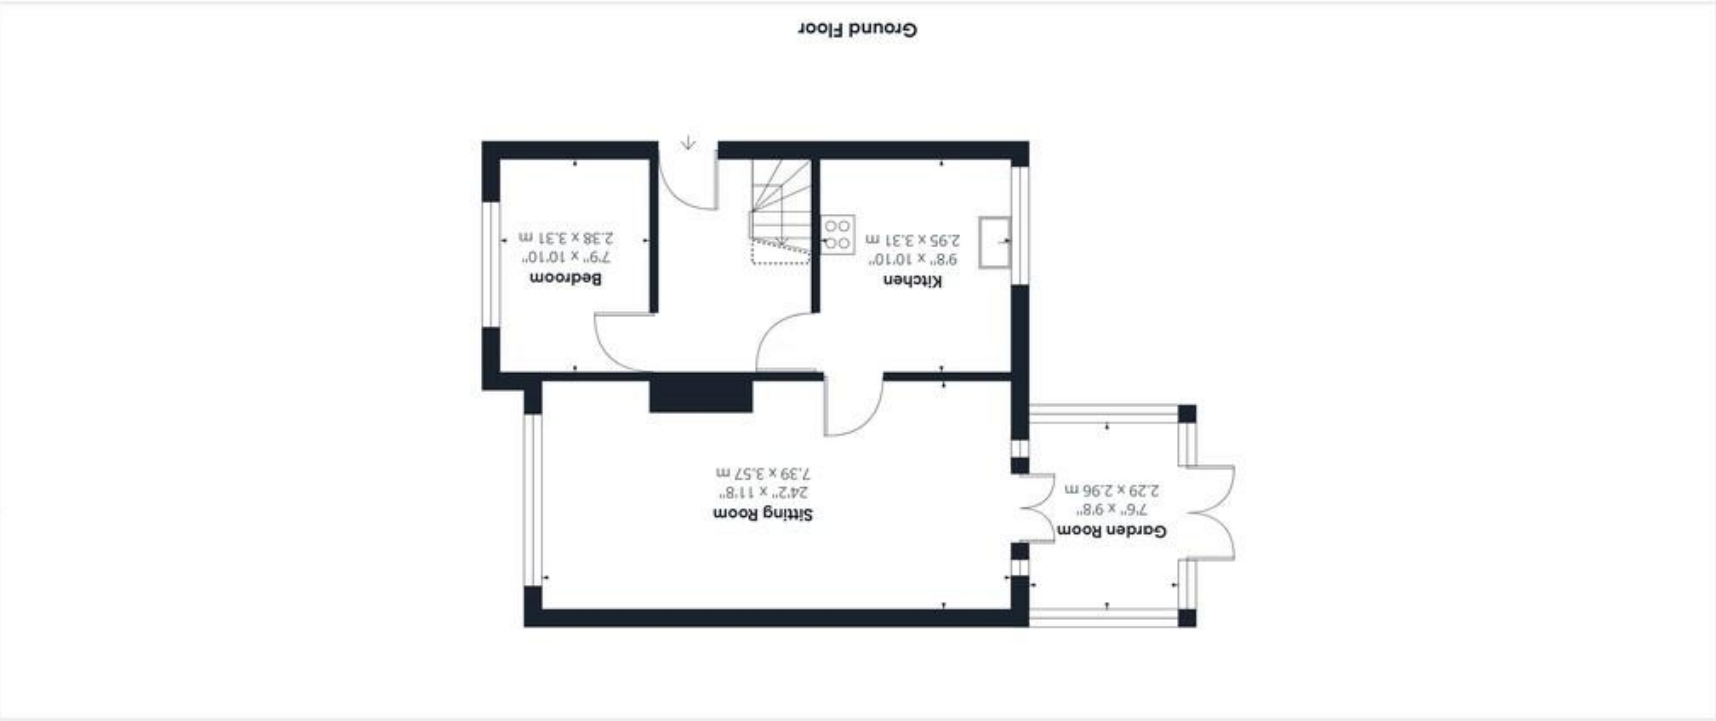 Garden Room
7'6" x 9'8"
2.29 x 2.96 m
Sitting Room
24'2" x 11'8"
7.39 x 3.57 m
Kitchen
9'8" x 10'10"
2.95 x 3.31 m
Bedroom
7'9" x 10'10"
2.38 x 3.31 m
Ground Floor